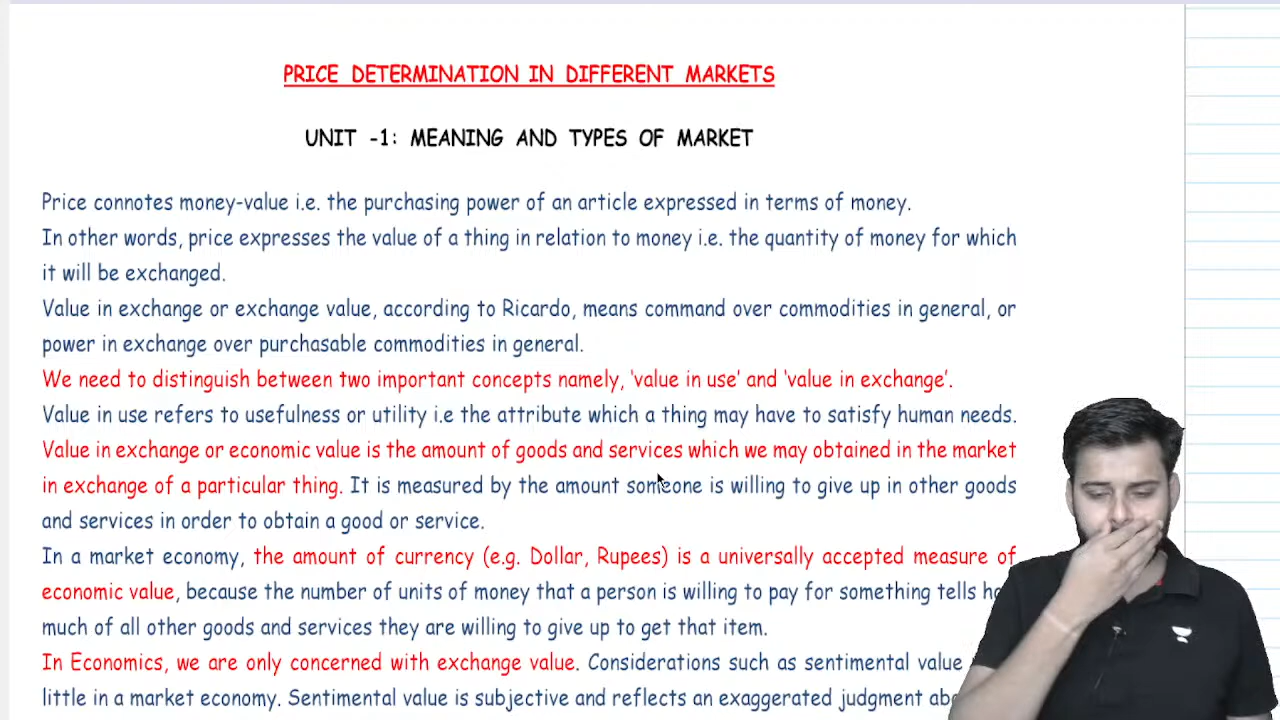 PRICE DETERMINATION IN DIFFERENT MARKETS
UNIT -1: MEANING AND TYPES OF MARKET
Price connotes money-value i.e. the purchasing power of an article expressed in terms of money.
In other words, price expresses the value of a thing in relation to money i.e. the quantity of money for which
it will be exchanged.
Value in exchange or exchange value, according to Ricardo, means command over commodities in general, or
power in exchange over purchasable commodities in general.
We need to distinguish between two important concepts namely, ‘value in use’ and ‘value in exchange’.
Value in use refers to usefulness or utility i.e the attribute which a thing may have to satisfy human needs.
Value in exchange or economic value is the amount of goods and services which we may obtained in the market
in exchange of a particular thing. It is measured by the amount someone is willing to give up in other goods
and services in order to obtain a good or service.
In a market economy, the amount of currency (e.g. Dollar, Rupees) is a universally accepted measure of
economic value, because the number of units of money that a person is willing to pay for something tells
much of all other goods and services they are willing to give up to get that item.
In Economics, we are only concerned with exchange value. Considerations such as sentimental value
little in a market economy. Sentimental value is subjective and reflects an exaggerated judgment